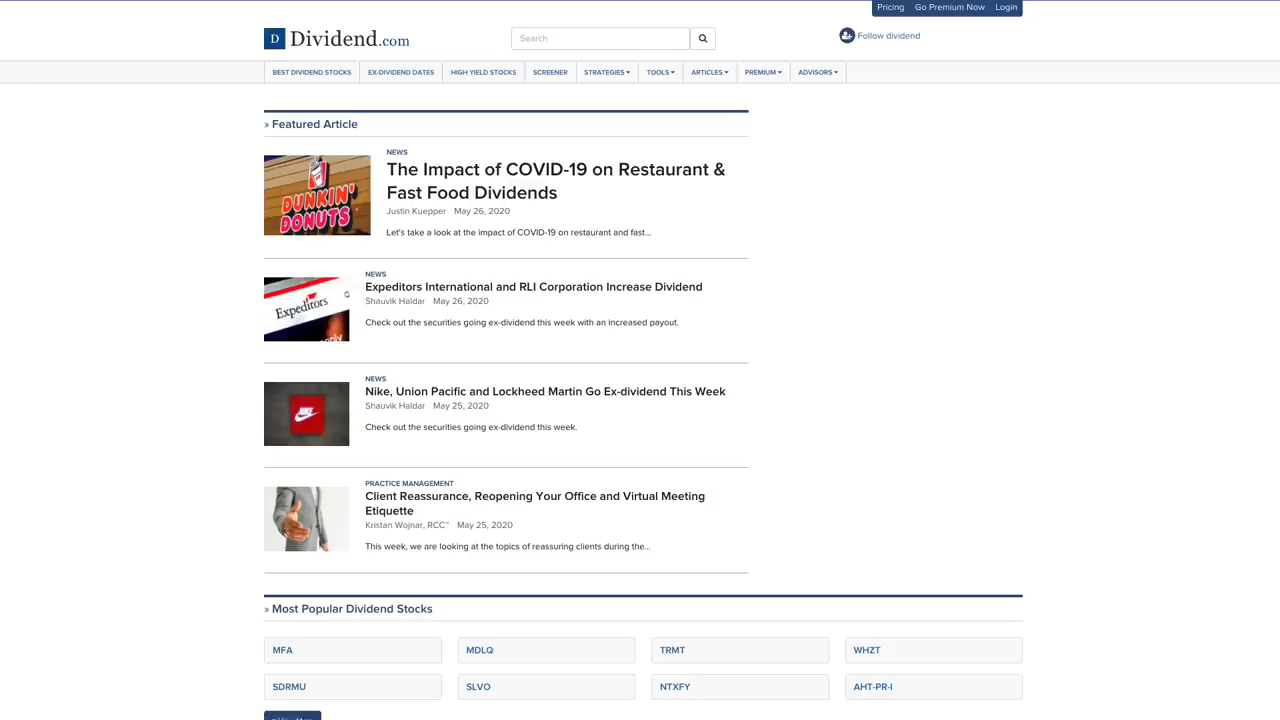 Pricing Go Premium Now Login
D Dividend.com
Search
Follow dividend
BEST DIVIDEND STOCKS EX-DIVIDEND DATES HIGH YIELD STOCKS SCREENER STRATEGIES TOOLS ARTICLES PREMIUM ADVISORS
» Featured Article
NEWS
The Impact of COVID-19 on Restaurant &
Fast Food Dividends
Justin Kuepper May 26, 2020
Let's take a look at the impact of COVID-19 on restaurant and fast...
DUNKIN'
DONUTS
NEWS
Expeditors International and RLI Corporation Increase Dividend
Shauvik Haldar May 26, 2020
Check out the securities going ex-dividend this week with an increased payout.
Expeditors
NEWS
Nike, Union Pacific and Lockheed Martin Go Ex-dividend This Week
Shauvik Haldar May 25, 2020
Check out the securities going ex-dividend this week.
NIKE
PRACTICE MANAGEMENT
Client Reassurance, Reopening Your Office and Virtual Meeting
Etiquette
Kristan Wojnar, RCC™ May 25, 2020
This week, we are looking at the topics of reassuring clients during the...
» Most Popular Dividend Stocks
MFA MDLQ TRMT WHZT
SDRMU SLVO NTXFY AHT-PR-I